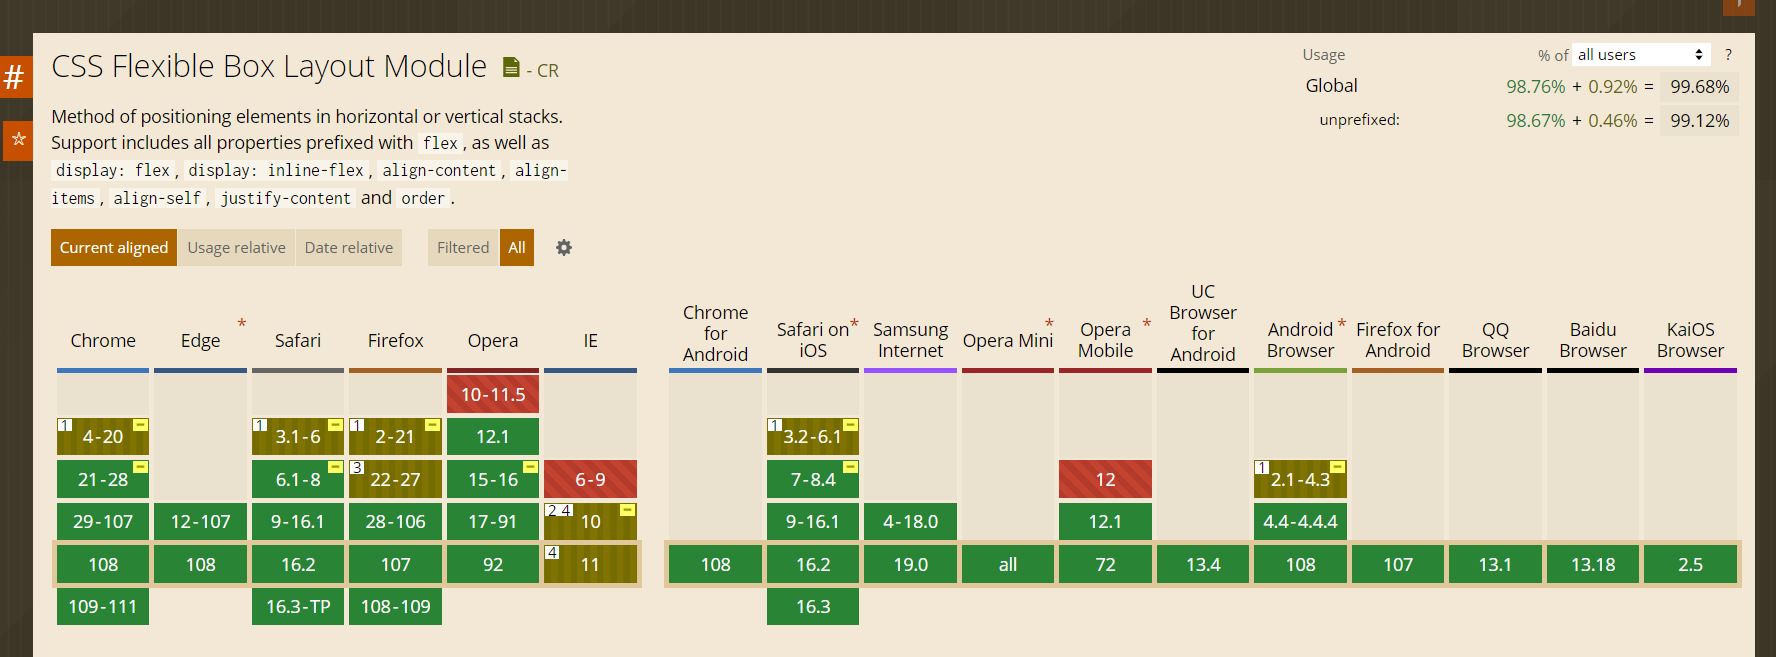 #
CSS Flexible Box Layout Module - CR
Usage % of all users ?
Global 98.76% + 0.92% = 99.68%
unprefixed: 98.67% + 0.46% = 99.12%
Method of positioning elements in horizontal or vertical stacks.
Support includes all properties prefixed with flex, as well as
display: flex, display: inline-flex, align-content, align-
items, align-self, justify-content and order.
Current aligned Usage relative Date relative Filtered All
Chrome
Edge *
Safari
Firefox
Opera
IE
Chrome
for
Android
Safari on *
iOS
Samsung
Internet
Opera Mini *
Opera *
Mobile
UC
Browser
for
Android
Android *
Browser
Firefox for
Android
QQ
Browser
Baidu
Browser
KaiOS
Browser
10-11.5
1 4-20 - 1 3.1-6 - 1 2-21 - 12.1 1 3.2-6.1 -
21-28 - 6.1-8 - 3 22-27 15-16 - 6-9 7-8.4 - 12 1 2.1-4.3 -
29-107 12-107 9-16.1 28-106 17-91 2 4 10 - 9-16.1 4-18.0 12.1 4.4-4.4.4
108 108 16.2 107 92 4 11 108 16.2 19.0 all 72 13.4 108 107 13.1 13.18 2.5
109-111 16.3-TP 108-109 16.3